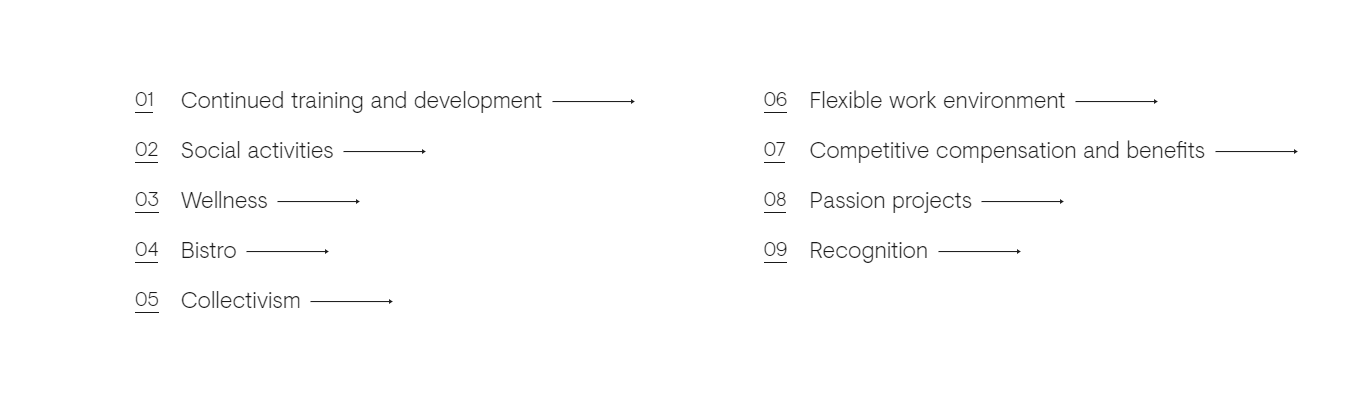 01 Continued training and development
02 Social activities
03 Wellness
04 Bistro
05 Collectivism
06 Flexible work environment
07 Competitive compensation and benefits
08 Passion projects
09 Recognition